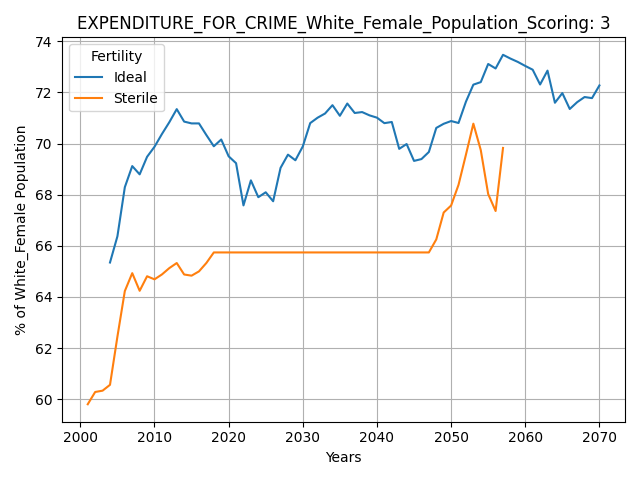 EXPENDITURE_FOR_CRIME_White_Female_Population_Scoring: 3
Fertility
Ideal
Sterile
% of White_Female Population
74
72
70
68
66
64
62
60
2000 2010 2020 2030 2040 2050 2060 2070
Years